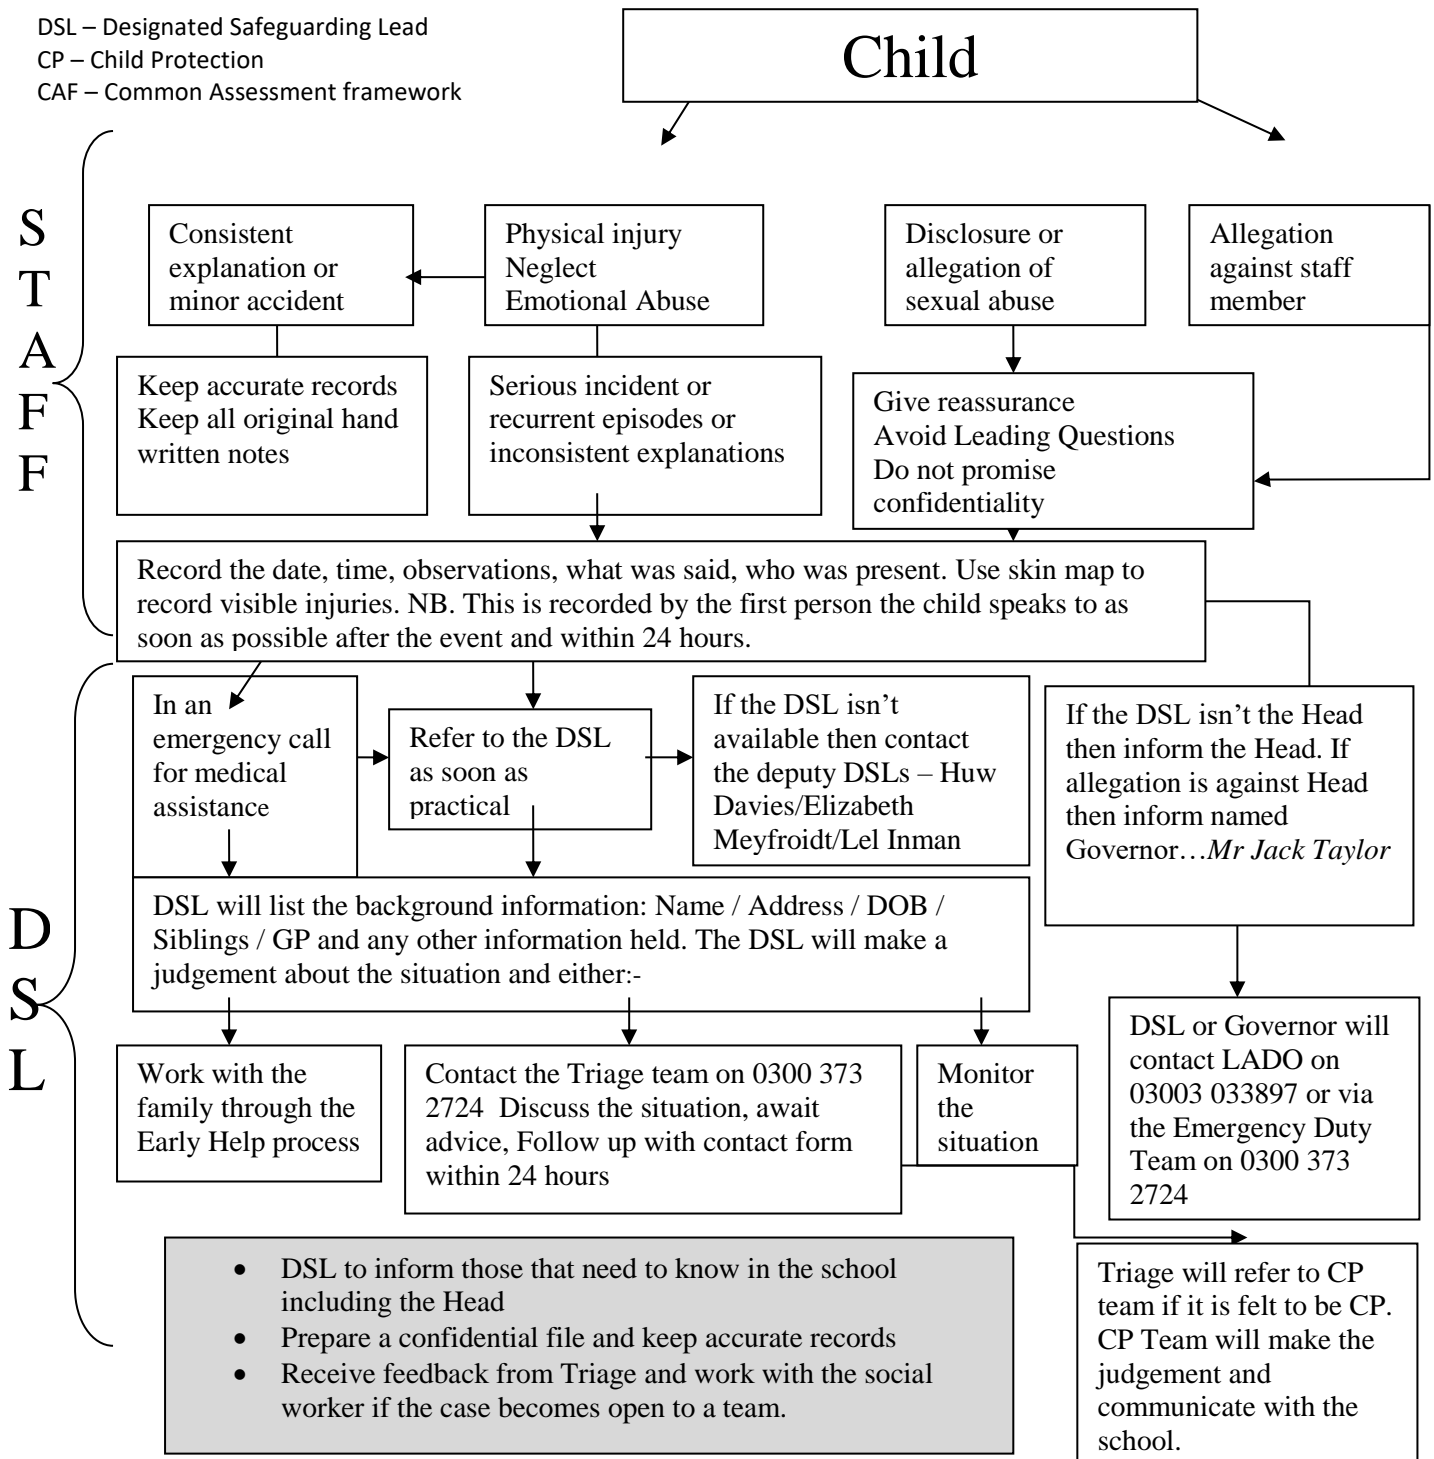 DSL – Designated Safeguarding Lead
CP – Child Protection
CAF – Common Assessment framework
Child
S
T
A
F
F
Consistent
explanation or
minor accident
Physical injury
Neglect
Emotional Abuse
Disclosure or
allegation of
sexual abuse
Allegation
against staff
member
Keep accurate records
Keep all original hand
written notes
Serious incident or
recurrent episodes or
inconsistent explanations
Give reassurance
Avoid Leading Questions
Do not promise
confidentiality
Record the date, time, observations, what was said, who was present. Use skin map to
record visible injuries. NB. This is recorded by the first person the child speaks to as
soon as possible after the event and within 24 hours.
D
S
L
In an
emergency call
for medical
assistance
Refer to the DSL
as soon as
practical
If the DSL isn’t
available then contact
the deputy DSLs – Huw
Davies/Elizabeth
Meyfroidt/Lel Inman
If the DSL isn’t the Head
then inform the Head. If
allegation is against Head
then inform named
Governor…Mr Jack Taylor
DSL will list the background information: Name / Address / DOB /
Siblings / GP and any other information held. The DSL will make a
judgement about the situation and either:-
Work with the
family through the
Early Help process
Contact the Triage team on 0300 373
2724  Discuss the situation, await
advice, Follow up with contact form
within 24 hours
Monitor
the
situation
DSL or Governor will
contact LADO on
03003 033897 or via
the Emergency Duty
Team on 0300 373
2724
• DSL to inform those that need to know in the school
including the Head
• Prepare a confidential file and keep accurate records
• Receive feedback from Triage and work with the social
worker if the case becomes open to a team.
Triage will refer to CP
team if it is felt to be CP.
CP Team will make the
judgement and
communicate with the
school.